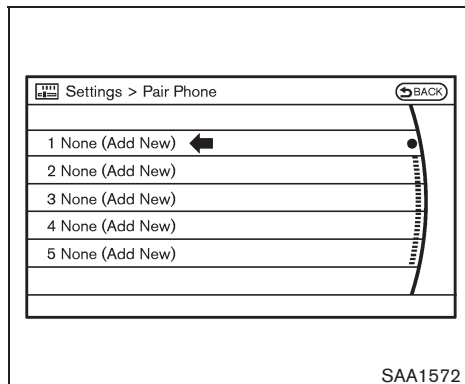 Settings > Pair Phone
BACK
1 None (Add New)
2 None (Add New)
3 None (Add New)
4 None (Add New)
5 None (Add New)
SAA1572